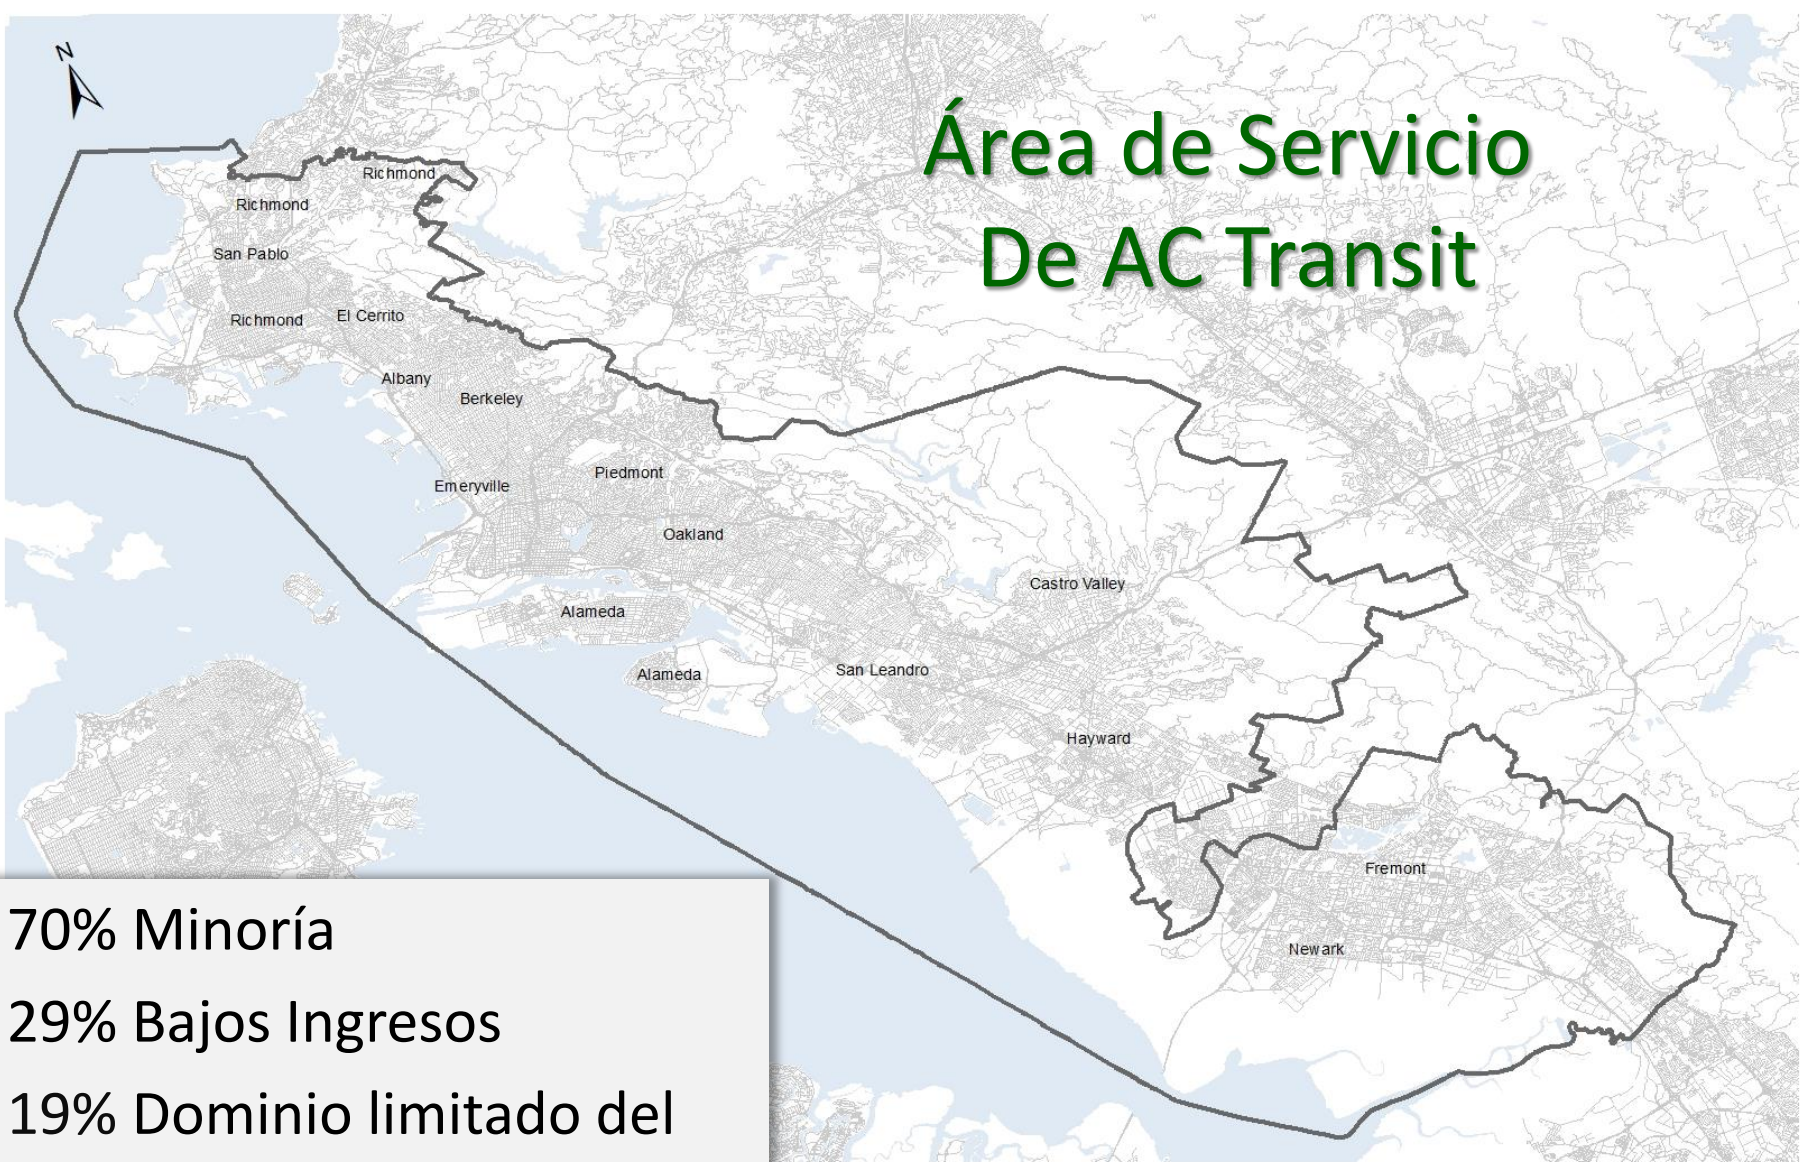 N
Área de Servicio
De AC Transit
Richmond
Richmond
San Pablo
Richmond
El Cerrito
Albany
Berkeley
Piedmont
Emeryville
Oakland
Castro Valley
Alameda
Alameda
San Leandro
Hayward
Fremont
Newark
70% Minoría
29% Bajos Ingresos
19% Dominio limitado del